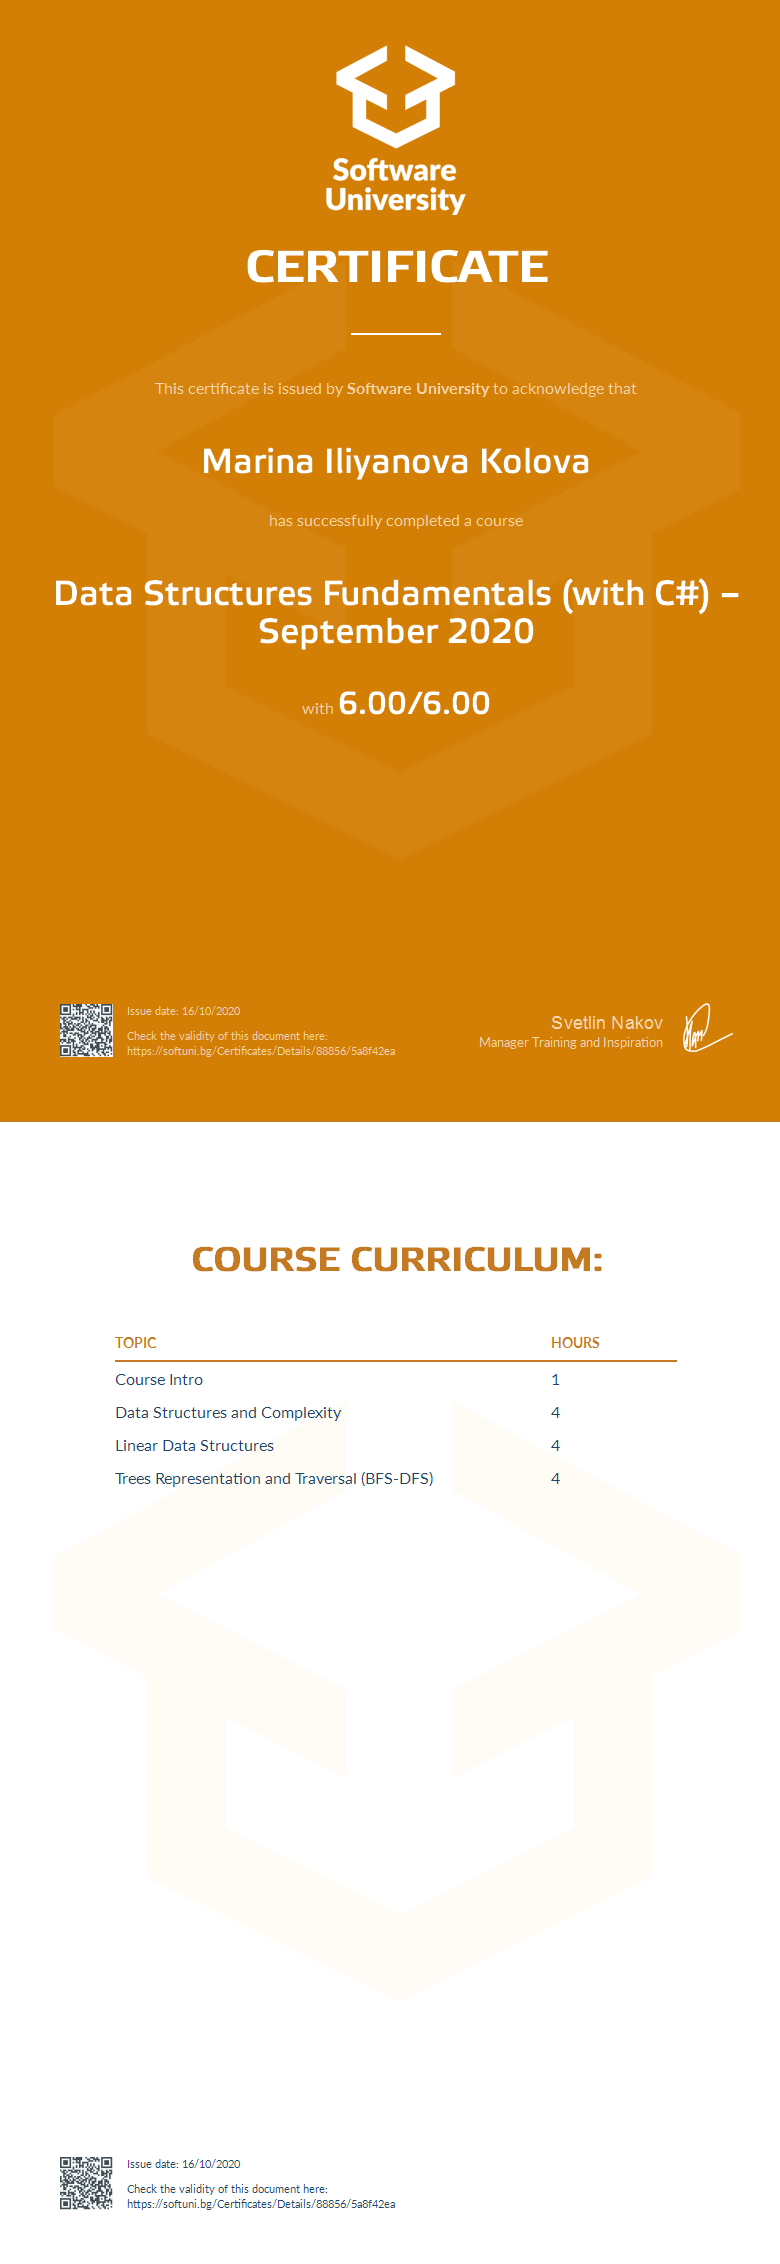 Software
University
CERTIFICATE
This certificate is issued by Software University to acknowledge that
Marina Iliyanova Kolova
has successfully completed a course
Data Structures Fundamentals (with C#) –
September 2020
with 6.00/6.00
Issue date: 16/10/2020
Check the validity of this document here:
https://softuni.bg/Certificates/Details/88856/5a8f42ea
Svetlin Nakov
Manager Training and Inspiration
COURSE CURRICULUM:
TOPIC HOURS
Course Intro 1
Data Structures and Complexity 4
Linear Data Structures 4
Trees Representation and Traversal (BFS-DFS) 4
Issue date: 16/10/2020
Check the validity of this document here:
https://softuni.bg/Certificates/Details/88856/5a8f42ea